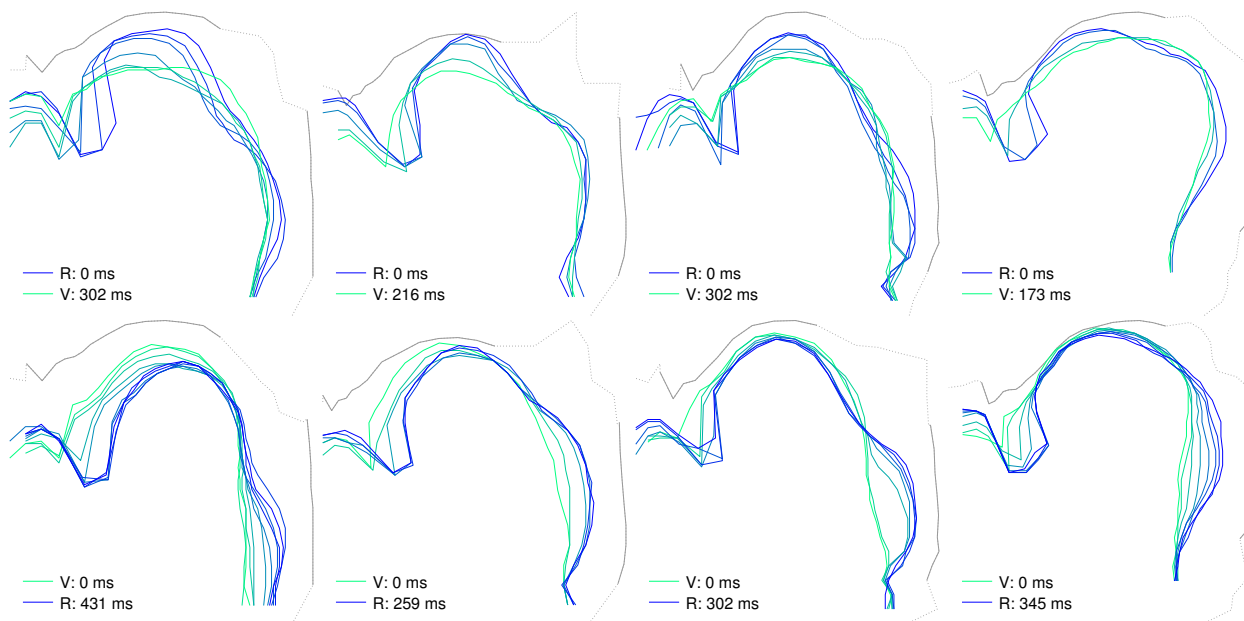 R: 0 ms
V: 302 ms
R: 0 ms
V: 216 ms
R: 0 ms
V: 302 ms
R: 0 ms
V: 173 ms
V: 0 ms
R: 431 ms
V: 0 ms
R: 259 ms
V: 0 ms
R: 302 ms
V: 0 ms
R: 345 ms